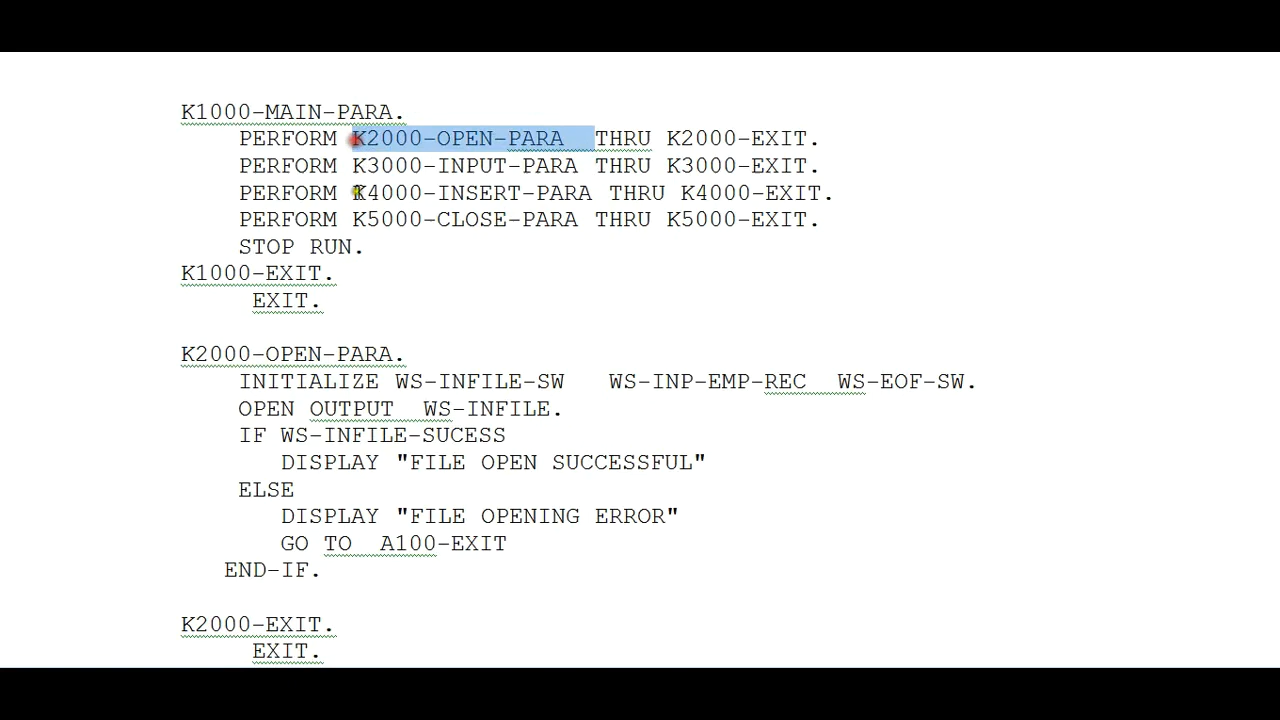 K1000-MAIN-PARA.
PERFORM K2000-OPEN-PARA THRU K2000-EXIT.
PERFORM K3000-INPUT-PARA THRU K3000-EXIT.
PERFORM K4000-INSERT-PARA THRU K4000-EXIT.
PERFORM K5000-CLOSE-PARA THRU K5000-EXIT.
STOP RUN.
K1000-EXIT.
EXIT.
K2000-OPEN-PARA.
INITIALIZE WS-INFILE-SW WS-INP-EMP-REC WS-EOF-SW.
OPEN OUTPUT WS-INFILE.
IF WS-INFILE-SUCESS
DISPLAY "FILE OPEN SUCCESSFUL"
ELSE
DISPLAY "FILE OPENING ERROR"
GO TO A100-EXIT
END-IF.
K2000-EXIT.
EXIT.